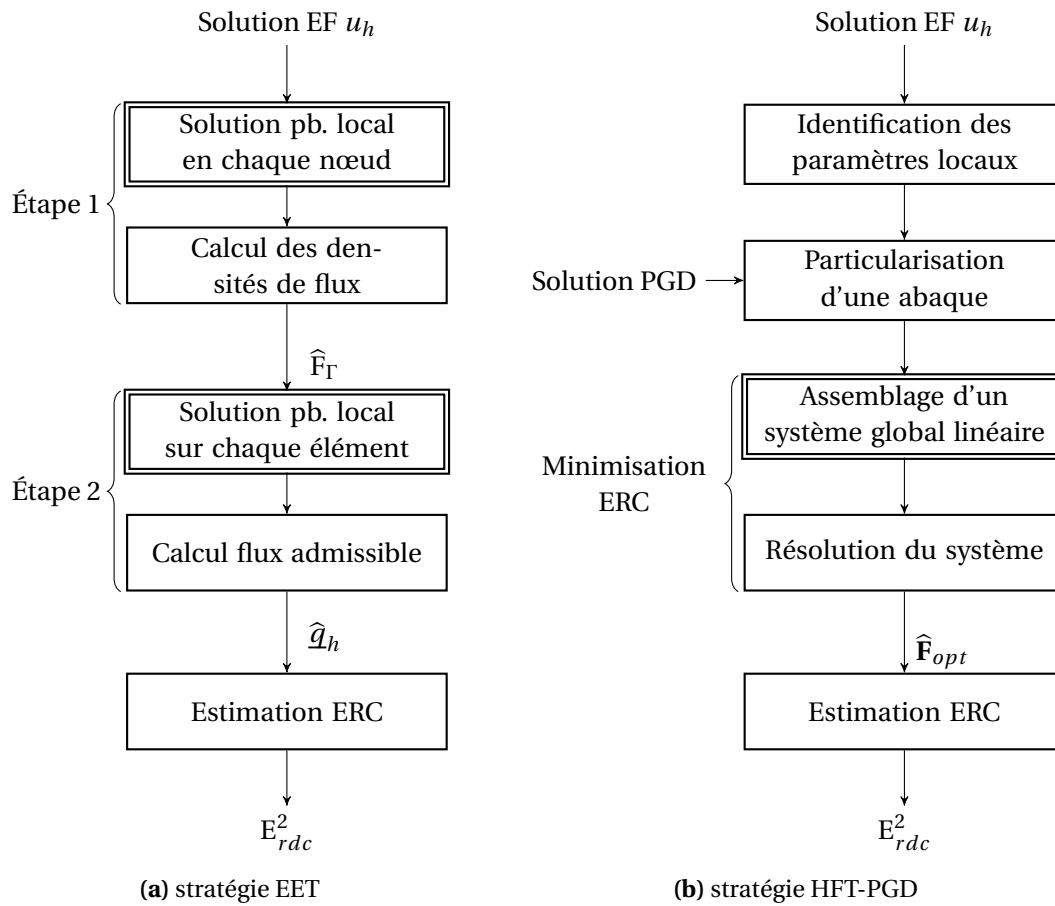 Solution EF u_h
Étape 1
Solution pb. local
en chaque nœud
Calcul des den-
sités de flux
F̂_Γ
Étape 2
Solution pb. local
sur chaque élément
Calcul flux admissible
q̲̂_h
Estimation ERC
E²_rdc
(a) stratégie EET
Solution EF u_h
Identification des
paramètres locaux
Solution PGD
Particularisation
d'une abaque
Minimisation
ERC
Assemblage d'un
système global linéaire
Résolution du système
F̂_opt
Estimation ERC
E²_rdc
(b) stratégie HFT-PGD